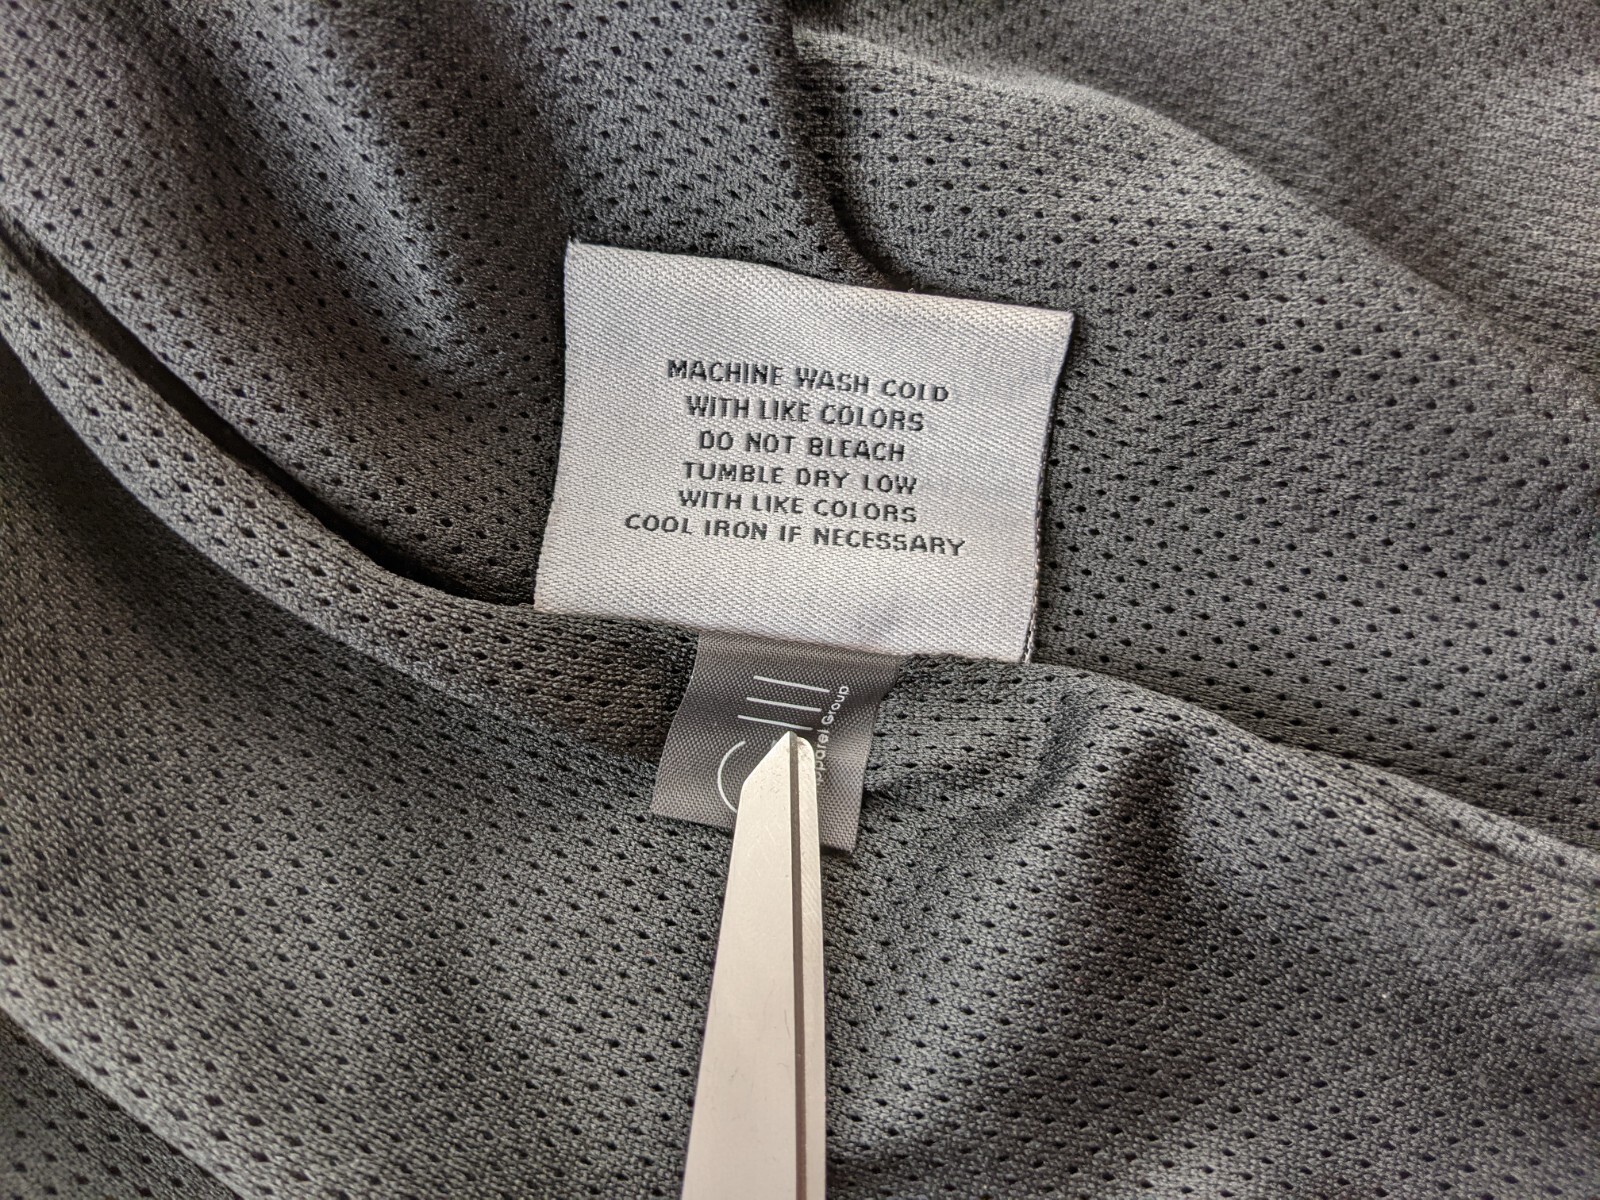 MACHINE WASH COLD
WITH LIKE COLORS
DO NOT BLEACH
TUMBLE DRY LOW
WITH LIKE COLORS
COOL IRON IF NECESSARY
Group